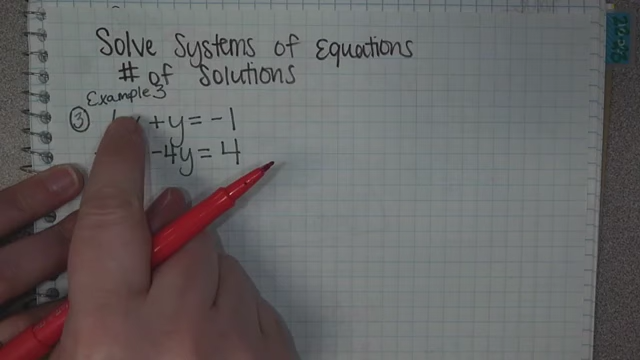 Solve Systems of Equations
# of Solutions
Example 3
③ + y = -1
-4y = 4